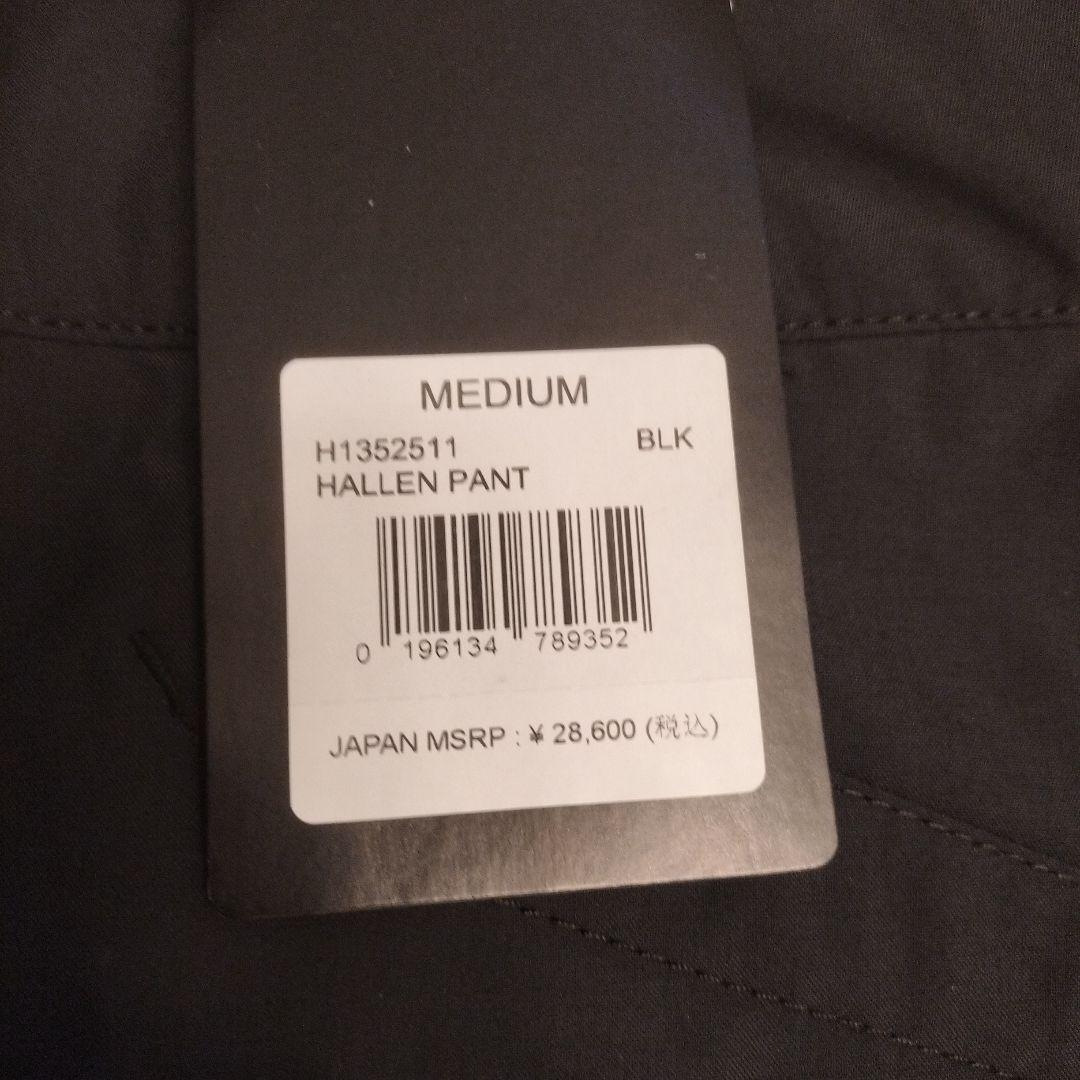 MEDIUM
H1352511 BLK
HALLEN PANT
0 196134 789352
JAPAN MSRP : ¥ 28,600 (税込)